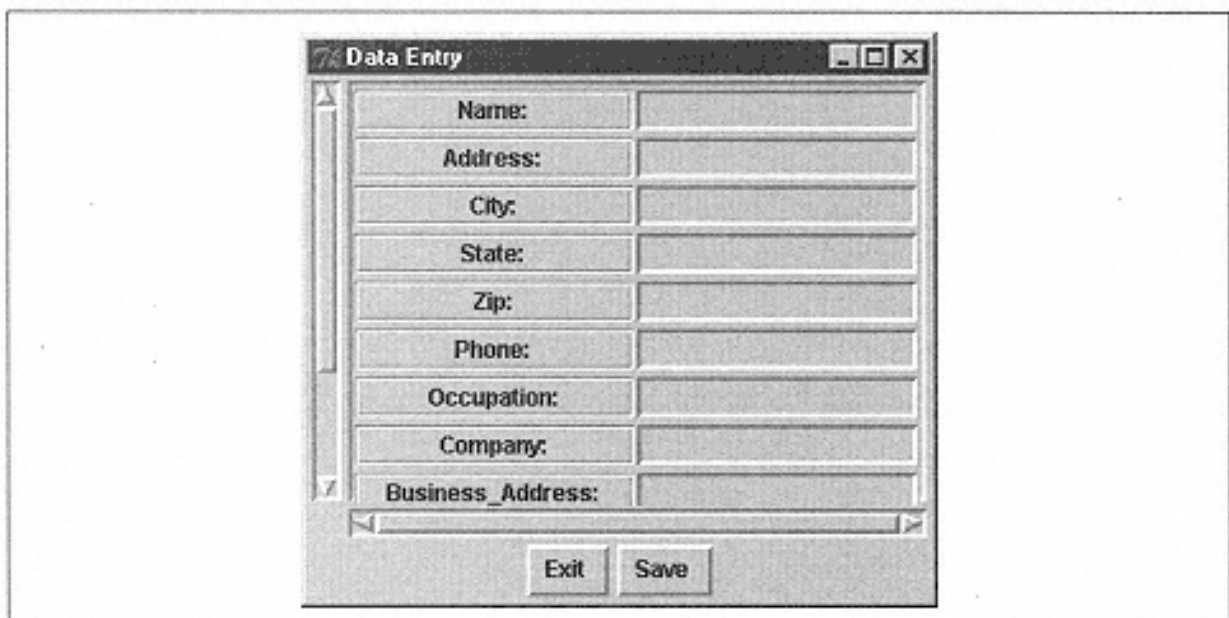 Data Entry
Name:
Address:
City:
State:
Zip:
Phone:
Occupation:
Company:
Business_Address:
Exit Save